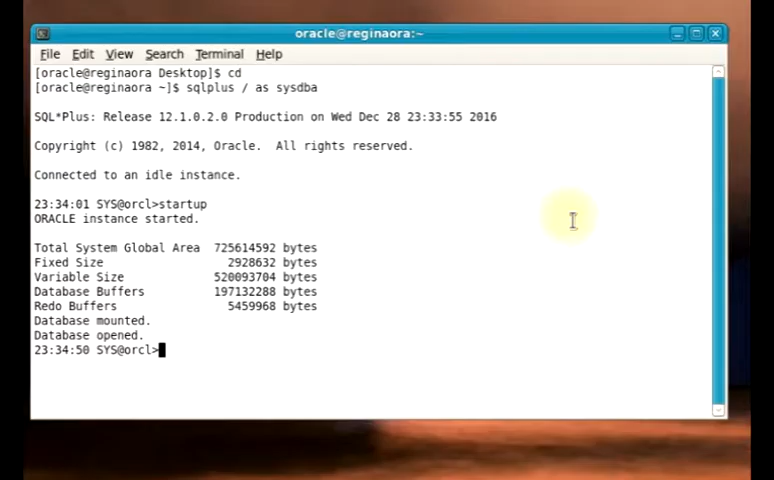 oracle@reginaora:~
File Edit View Search Terminal Help
[oracle@reginaora Desktop]$ cd
[oracle@reginaora ~]$ sqlplus / as sysdba
SQL*Plus: Release 12.1.0.2.0 Production on Wed Dec 28 23:33:55 2016
Copyright (c) 1982, 2014, Oracle.  All rights reserved.
Connected to an idle instance.
23:34:01 SYS@orcl>startup
ORACLE instance started.
Total System Global Area  725614592 bytes
Fixed Size                  2928632 bytes
Variable Size             520093704 bytes
Database Buffers          197132288 bytes
Redo Buffers                5459968 bytes
Database mounted.
Database opened.
23:34:50 SYS@orcl>